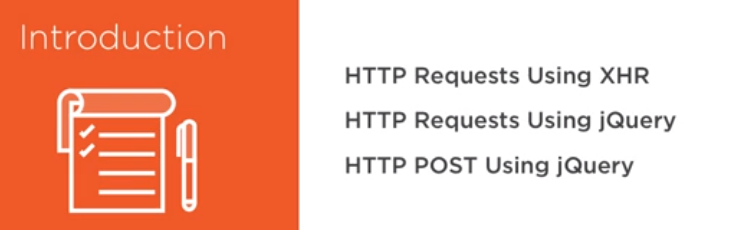 Introduction
HTTP Requests Using XHR
HTTP Requests Using jQuery
HTTP POST Using jQuery